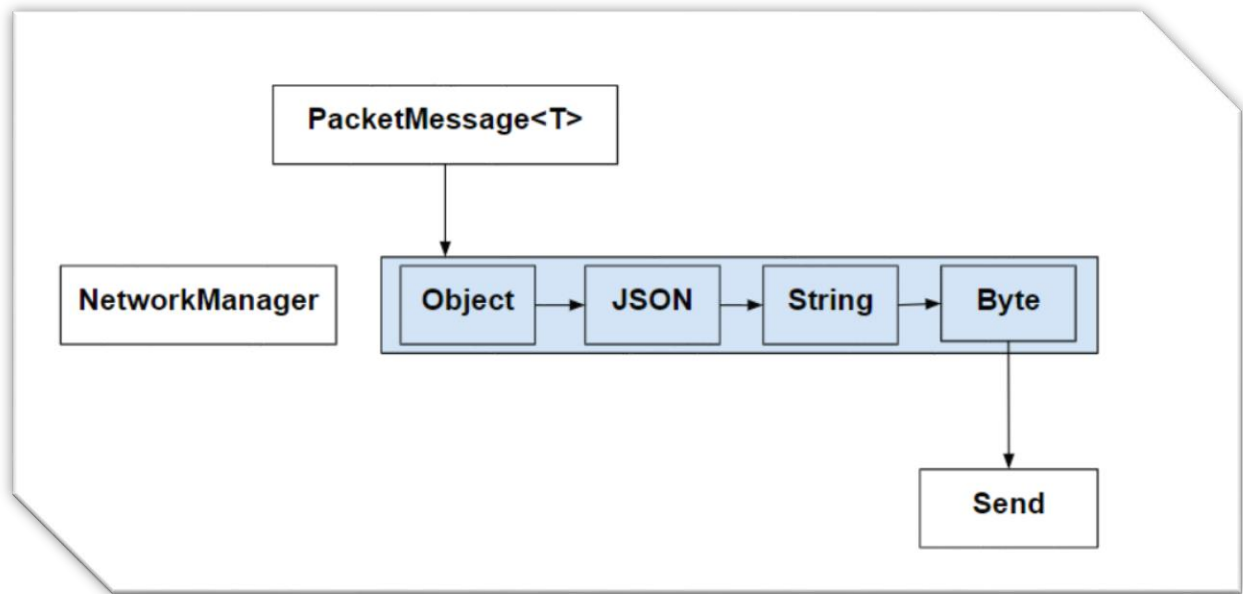 PacketMessage<T>
NetworkManager
Object
JSON
String
Byte
Send